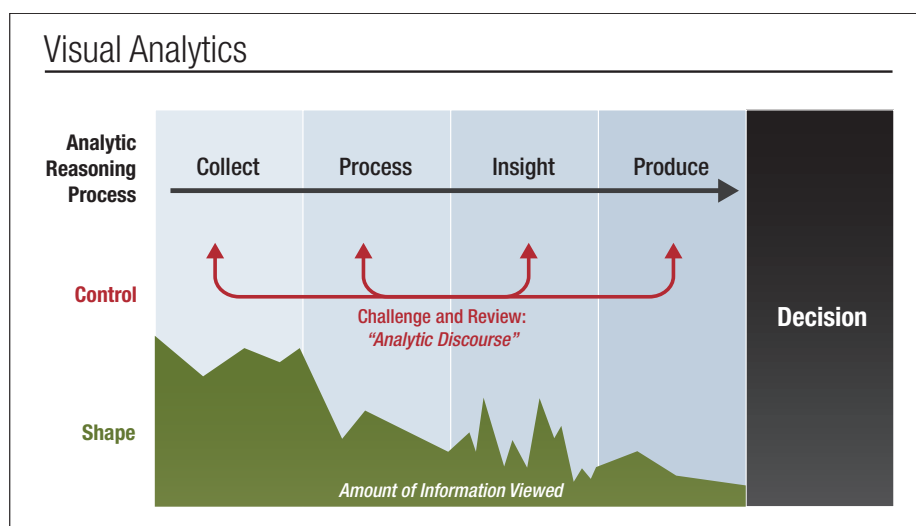 Visual Analytics
Analytic
Reasoning
Process
Collect
Process
Insight
Produce
Control
Challenge and Review:
“Analytic Discourse”
Decision
Shape
Amount of Information Viewed